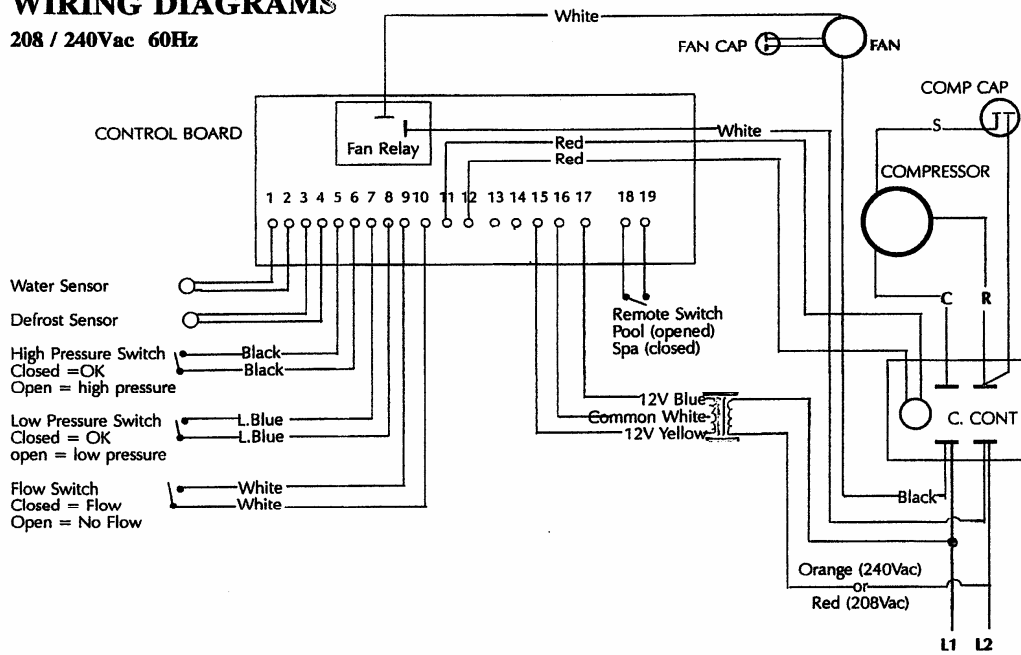 WIRING DIAGRAMS
208 / 240Vac 60Hz
White
FAN CAP
FAN
COMP CAP
JT
S
CONTROL BOARD
Fan Relay
White
Red
Red
COMPRESSOR
1 2 3 4 5 6 7 8 9 10 11 12 13 14 15 16 17 18 19
Water Sensor
C
R
Defrost Sensor
Remote Switch
Pool (opened)
Spa (closed)
High Pressure Switch
Closed =OK
Open = high pressure
Black
Black
12V Blue
Common White
12V Yellow
C. CONT
Low Pressure Switch
Closed = OK
open = low pressure
L.Blue
L.Blue
Flow Switch
Closed = Flow
Open = No Flow
White
White
Black
Orange (240Vac)
or
Red (208Vac)
L1
L2